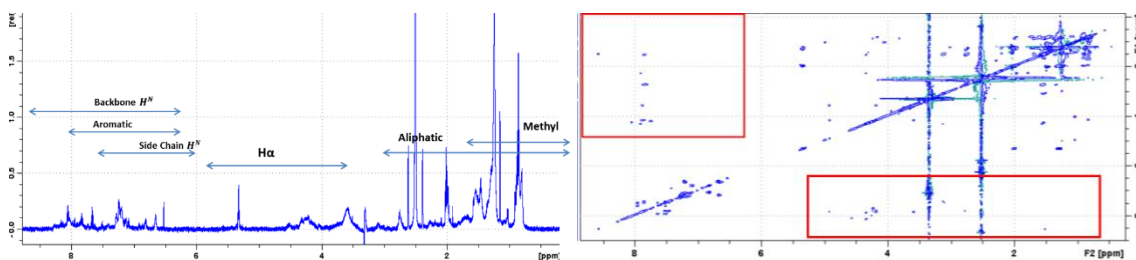 [re
1.5
Backbone H^N
1.0
Aromatic
Methyl
Side Chain H^N
Aliphatic
Hα
0.5
0.0
8 6 4 2 [ppm]
8 6 4 2 F2 [ppm]